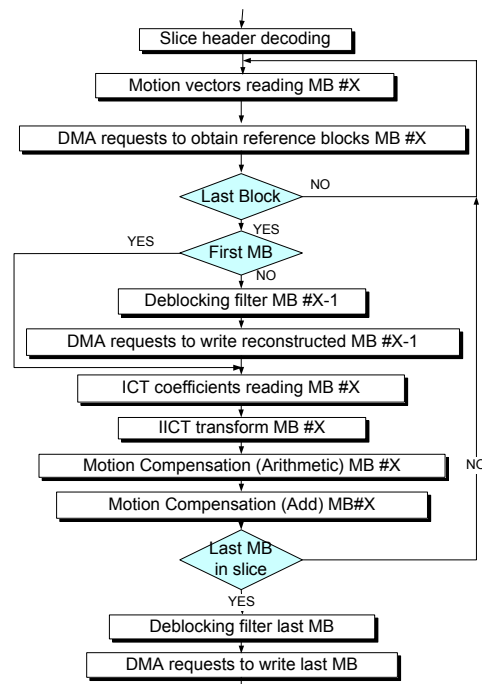 Slice header decoding
Motion vectors reading MB #X
DMA requests to obtain reference blocks MB #X
Last Block
NO
YES
YES
First MB
NO
Deblocking filter MB #X-1
DMA requests to write reconstructed MB #X-1
ICT coefficients reading MB #X
IICT transform MB #X
Motion Compensation (Arithmetic) MB #X
NO
Motion Compensation (Add) MB#X
Last MB
in slice
YES
Deblocking filter last MB
DMA requests to write last MB